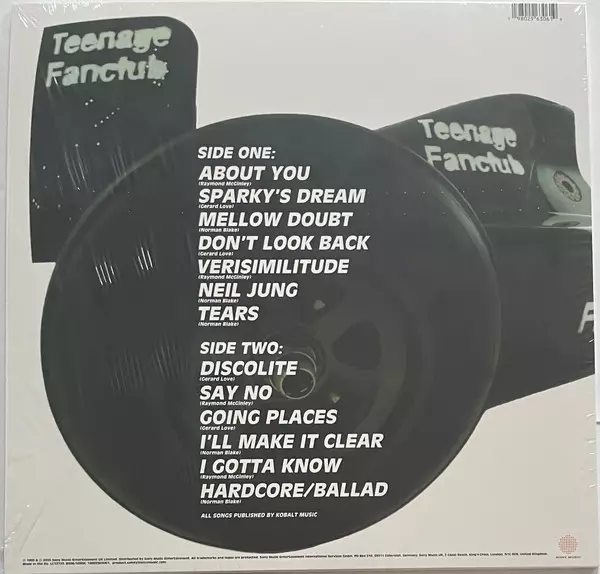 Teenage
Fanclub
Teenage
Fanclub
SIDE ONE:
ABOUT YOU
(Raymond McGinley)
SPARKY'S DREAM
(Gerard Love)
MELLOW DOUBT
(Norman Blake)
DON'T LOOK BACK
(Gerard Love)
VERISIMILITUDE
(Raymond McGinley)
NEIL JUNG
(Norman Blake)
TEARS
(Norman Blake)
SIDE TWO:
DISCOLITE
(Gerard Love)
SAY NO
(Raymond McGinley)
GOING PLACES
(Gerard Love)
I'LL MAKE IT CLEAR
(Norman Blake)
I GOTTA KNOW
(Raymond McGinley)
HARDCORE/BALLAD
(Norman Blake)
ALL SONGS PUBLISHED BY KOBALT MUSIC